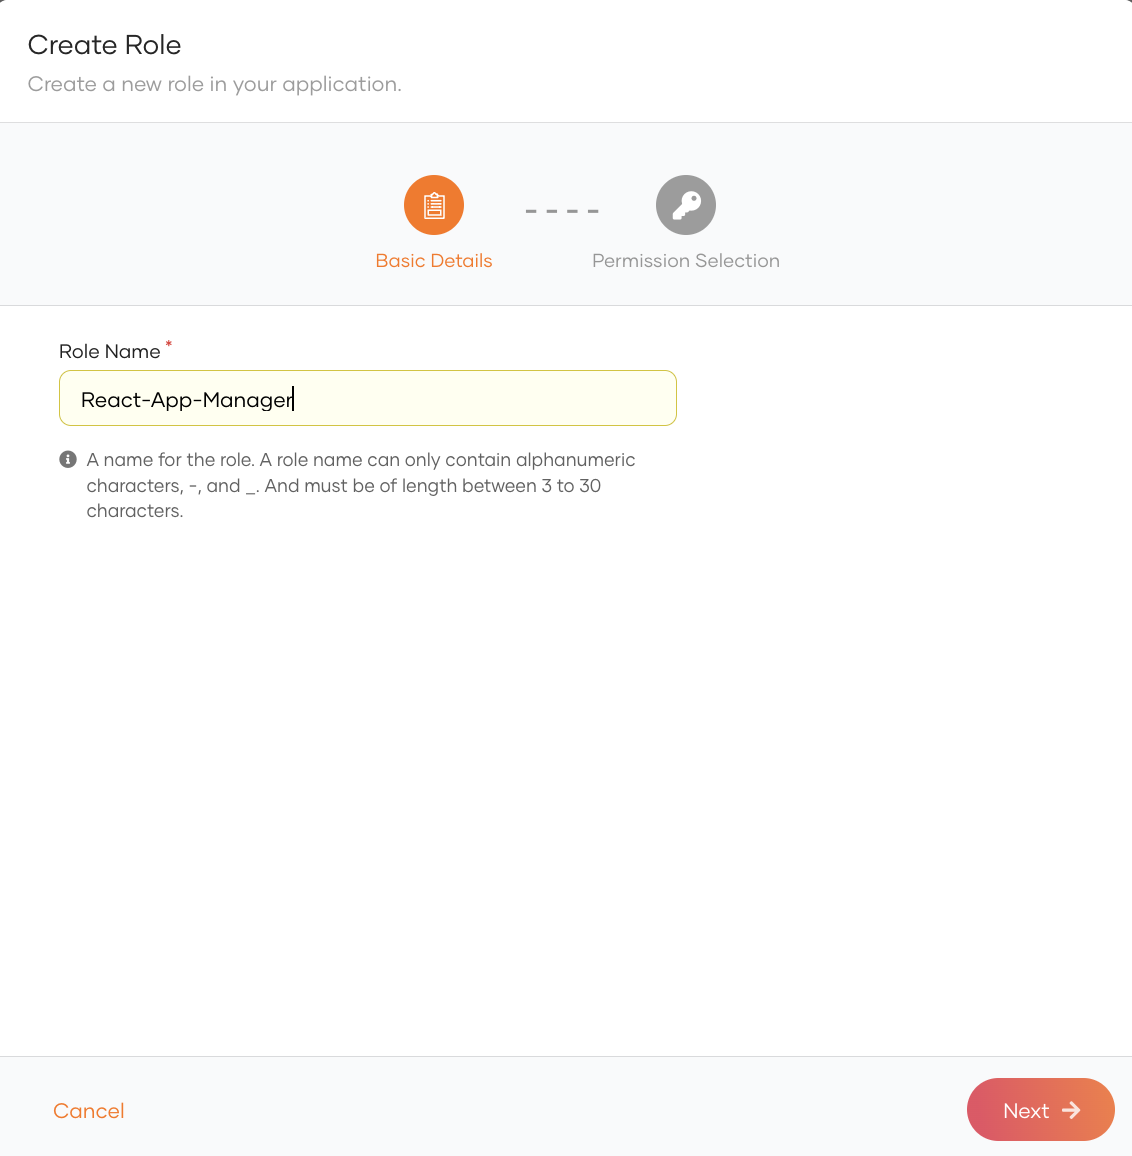 Create Role
Create a new role in your application.
Basic Details
Permission Selection
Role Name *
React-App-Manager
A name for the role. A role name can only contain alphanumeric
characters, -, and _. And must be of length between 3 to 30
characters.
Cancel
Next →